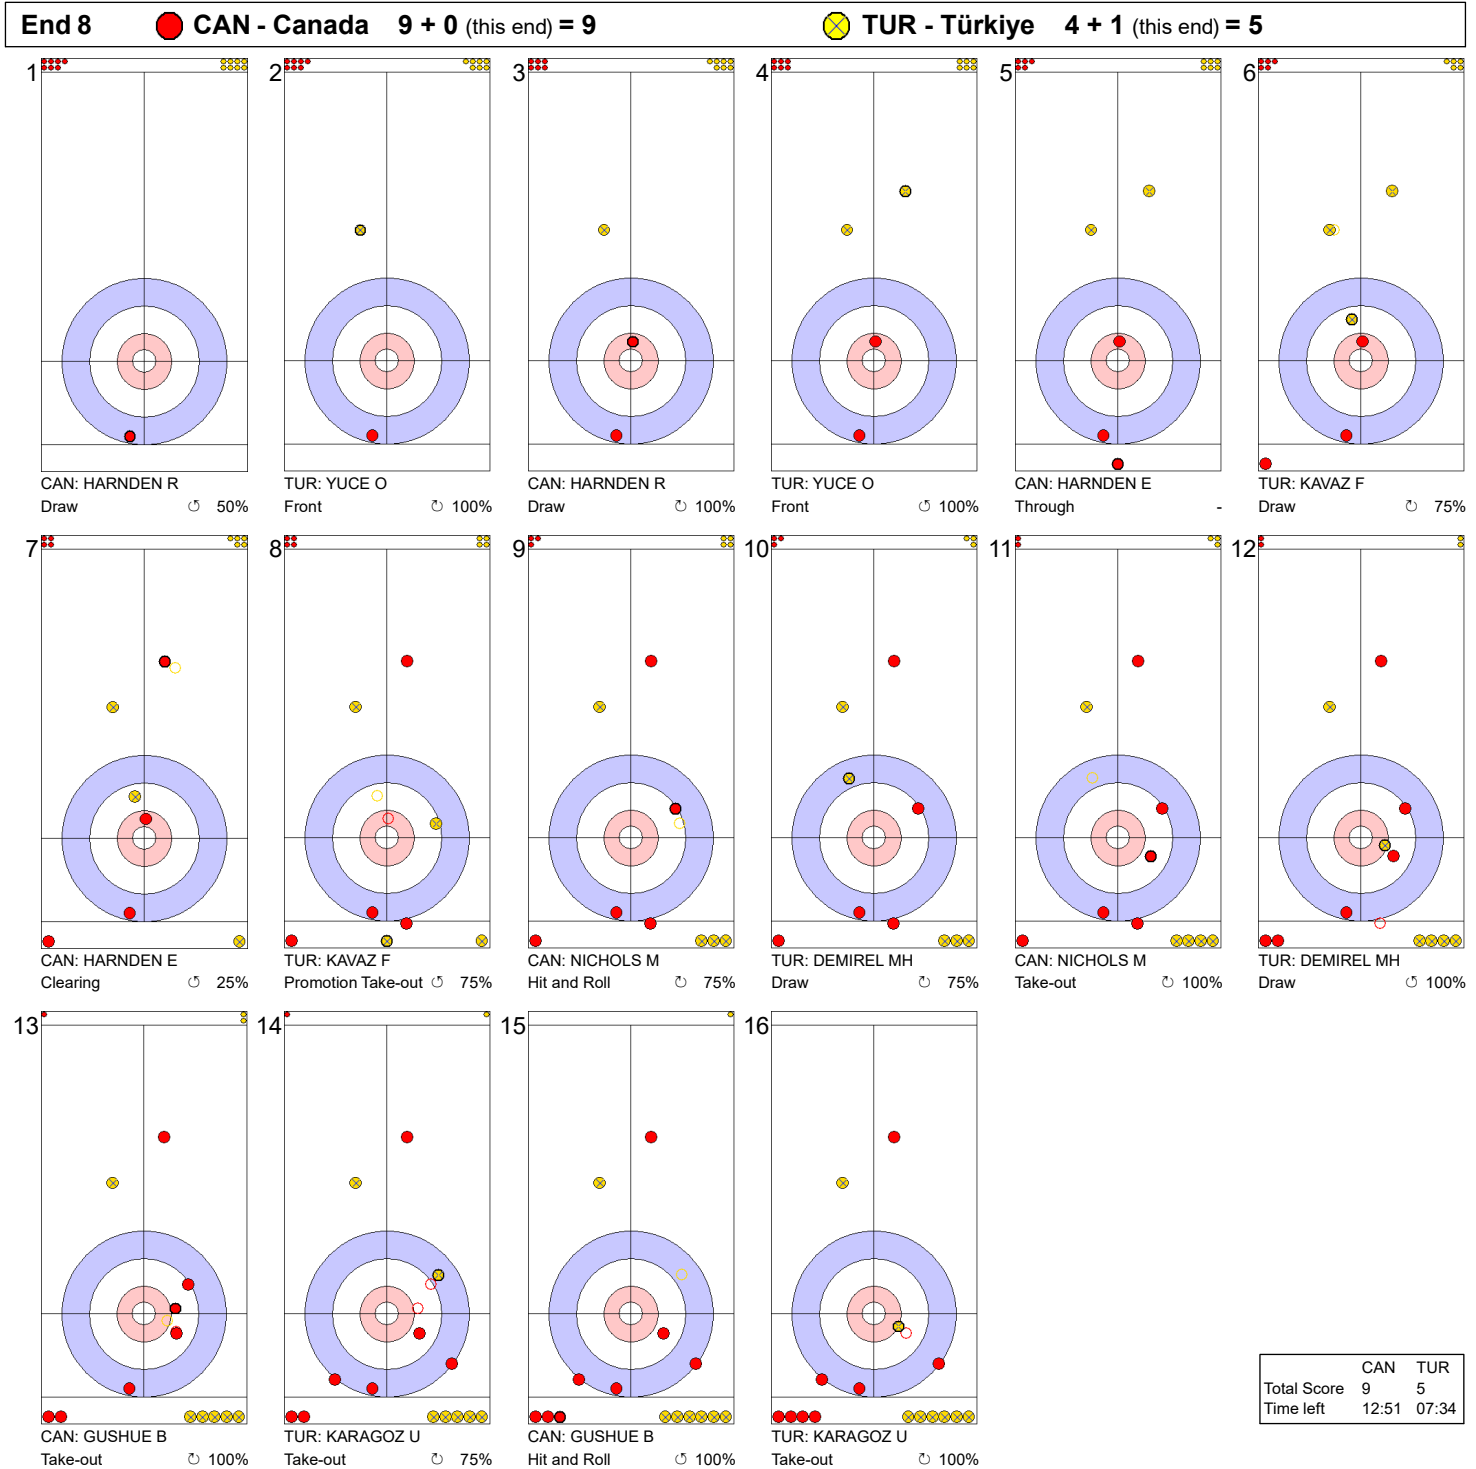 End 8 CAN - Canada 9 + 0 (this end) = 9 TUR - Türkiye 4 + 1 (this end) = 5
1 2 3 4 5 6
CAN: HARNDEN R TUR: YUCE O CAN: HARNDEN R TUR: YUCE O CAN: HARNDEN E TUR: KAVAZ F
Draw ↺ 50% Front ↻ 100% Draw ↻ 100% Front ↻ 100% Through - Draw ↻ 75%
7 8 9 10 11 12
CAN: HARNDEN E TUR: KAVAZ F CAN: NICHOLS M TUR: DEMIREL MH CAN: NICHOLS M TUR: DEMIREL MH
Clearing ↺ 25% Promotion Take-out ↺ 75% Hit and Roll ↻ 75% Draw ↻ 75% Take-out ↺ 100% Draw ↻ 100%
13 14 15 16
CAN: GUSHUE B TUR: KARAGOZ U CAN: GUSHUE B TUR: KARAGOZ U
Take-out ↻ 100% Take-out ↻ 75% Hit and Roll ↺ 100% Take-out ↻ 100%
CAN TUR
Total Score 9 5
Time left 12:51 07:34